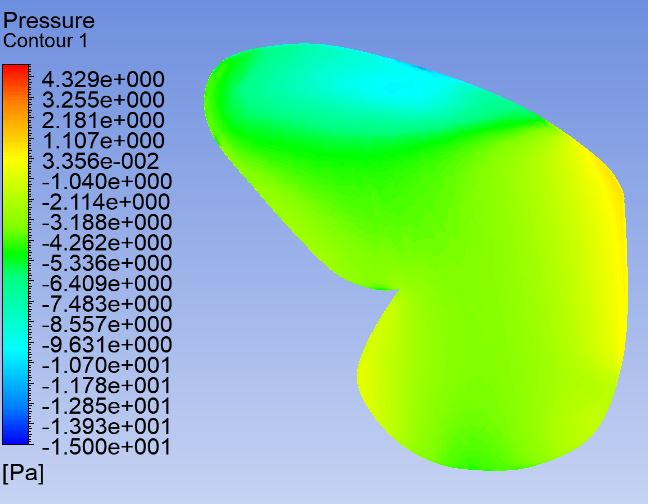 Pressure
Contour 1
4.329e+000
3.255e+000
2.181e+000
1.107e+000
3.356e-002
-1.040e+000
-2.114e+000
-3.188e+000
-4.262e+000
-5.336e+000
-6.409e+000
-7.483e+000
-8.557e+000
-9.631e+000
-1.070e+001
-1.178e+001
-1.285e+001
-1.393e+001
-1.500e+001
[Pa]